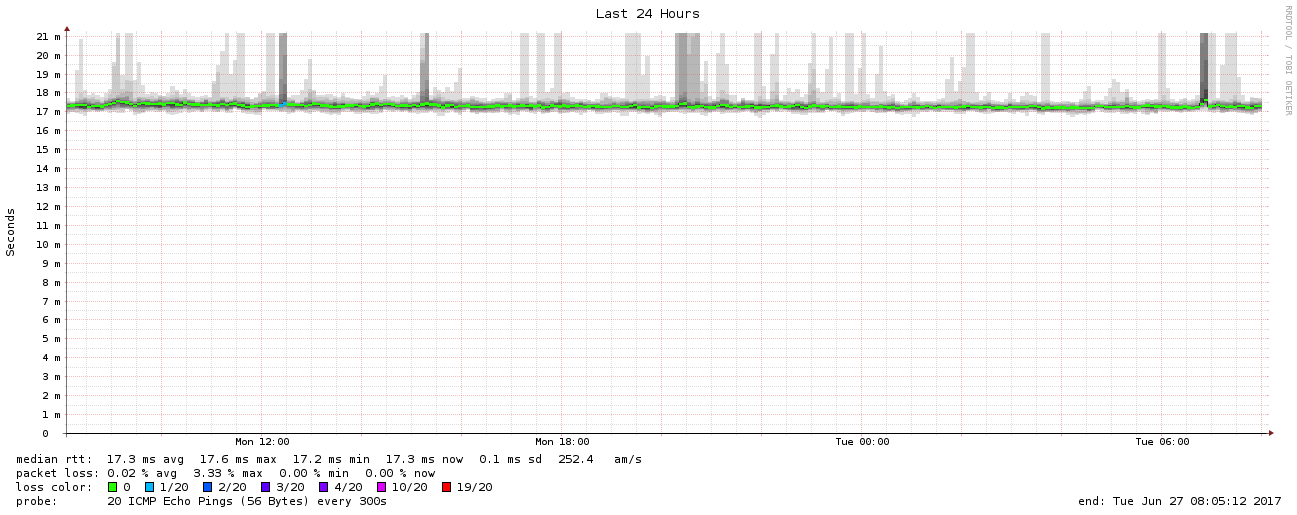 Last 24 Hours
RRDTOOL / TOBI OETIKER
Seconds
21 m
20 m
19 m
18 m
17 m
16 m
15 m
14 m
13 m
12 m
11 m
10 m
9 m
8 m
7 m
6 m
5 m
4 m
3 m
2 m
1 m
0
Mon 12:00 Mon 18:00 Tue 00:00 Tue 06:00
median rtt: 17.3 ms avg 17.6 ms max 17.2 ms min 17.3 ms now 0.1 ms sd 252.4 am/s
packet loss: 0.02 % avg 3.33 % max 0.00 % min 0.00 % now
loss color: 0 1/20 2/20 3/20 4/20 10/20 19/20
probe: 20 ICMP Echo Pings (56 Bytes) every 300s end: Tue Jun 27 08:05:12 2017